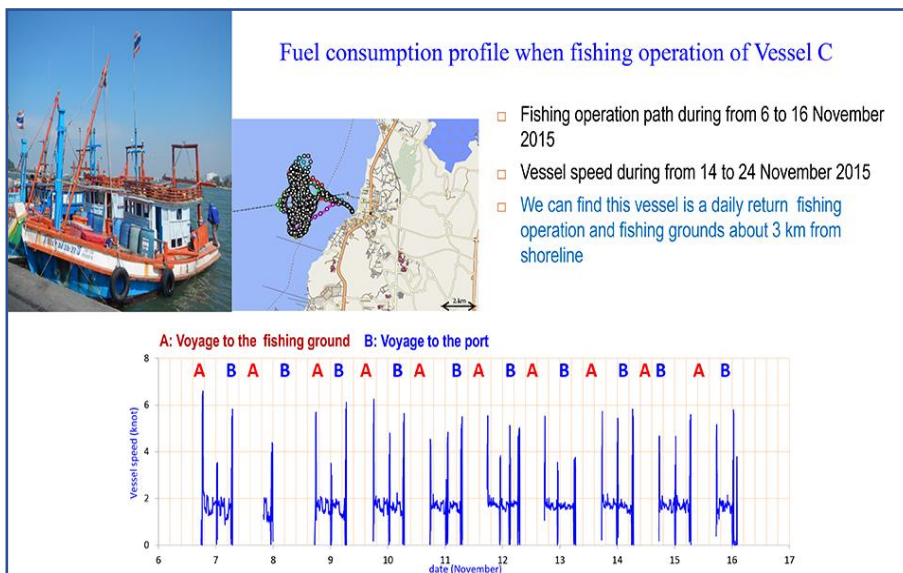 Fuel consumption profile when fishing operation of Vessel C
Fishing operation path during from 6 to 16 November
2015
Vessel speed during from 14 to 24 November 2015
We can find this vessel is a daily return fishing
operation and fishing grounds about 3 km from
shoreline
2 km
A: Voyage to the fishing ground B: Voyage to the port
A B A B A B A B A B A B A B A B A B A B
Vessel speed (knot)
8
6
4
2
0
6 7 8 9 10 11 12 13 14 15 16 17
date (November)